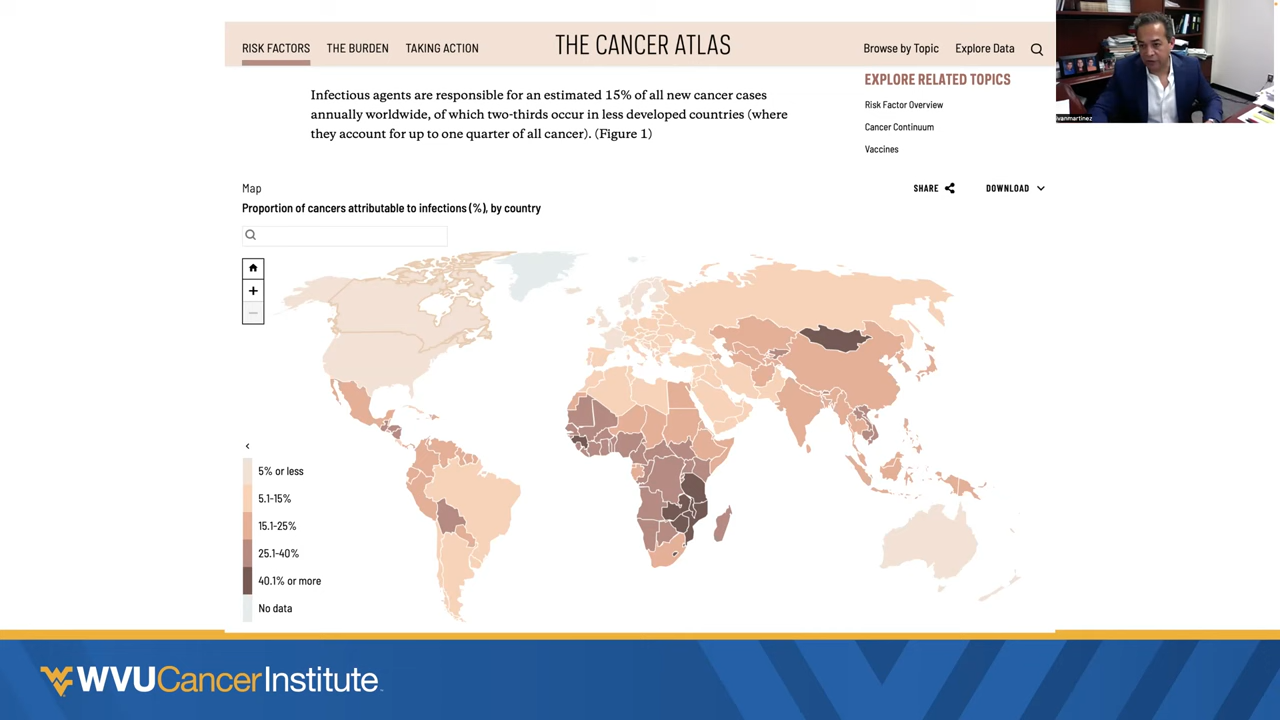 RISK FACTORS THE BURDEN TAKING ACTION THE CANCER ATLAS Browse by Topic Explore Data
Infectious agents are responsible for an estimated 15% of all new cancer cases
annually worldwide, of which two-thirds occur in less developed countries (where
they account for up to one quarter of all cancer). (Figure 1)
EXPLORE RELATED TOPICS
Risk Factor Overview
Cancer Continuum
Vaccines
ivanmartinez
Map
SHARE DOWNLOAD
Proportion of cancers attributable to infections (%), by country
+
−
<
5% or less
5.1-15%
15.1-25%
25.1-40%
40.1% or more
No data
WVUCancerInstitute